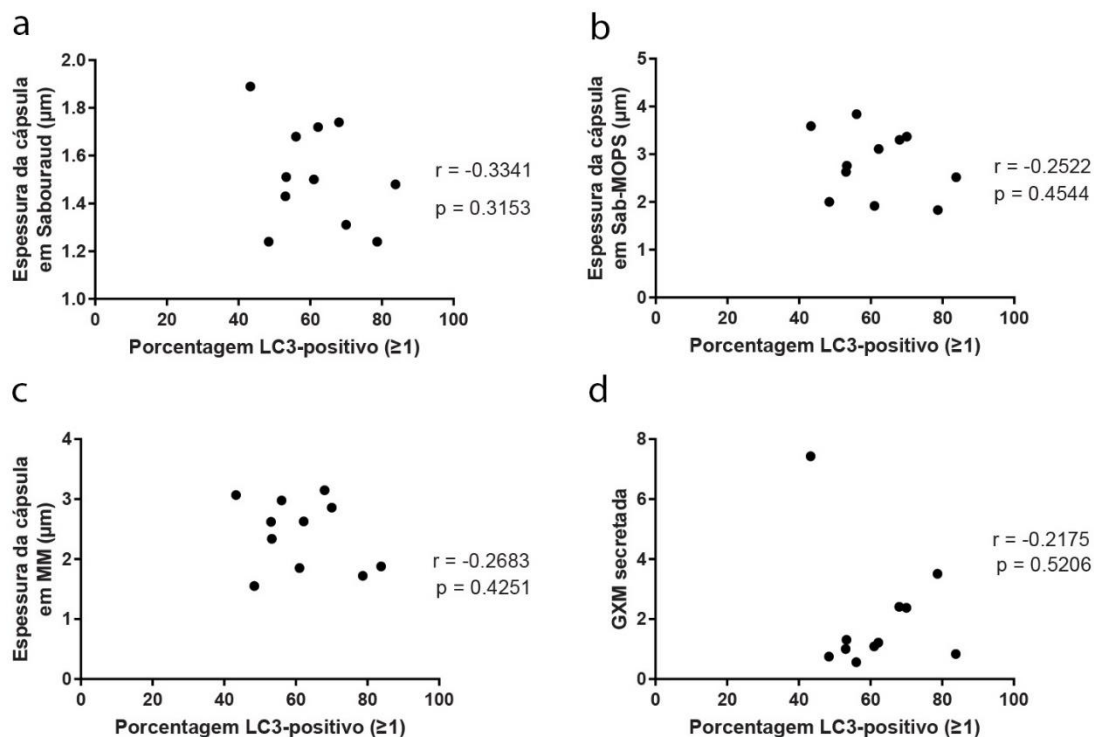 a
Espessura da cápsula
em Sabouraud (µm)
2.0
1.8
1.6
1.4
1.2
1.0
0
20
40
60
80
100
r = -0.3341
p = 0.3153
Porcentagem LC3-positivo (≥1)
b
Espessura da cápsula
em Sab-MOPS (µm)
5
4
3
2
1
0
0
20
40
60
80
100
r = -0.2522
p = 0.4544
Porcentagem LC3-positivo (≥1)
c
Espessura da cápsula
em MM (µm)
4
3
2
1
0
0
20
40
60
80
100
r = -0.2683
p = 0.4251
Porcentagem LC3-positivo (≥1)
d
GXM secretada
8
6
4
2
0
0
20
40
60
80
100
r = -0.2175
p = 0.5206
Porcentagem LC3-positivo (≥1)